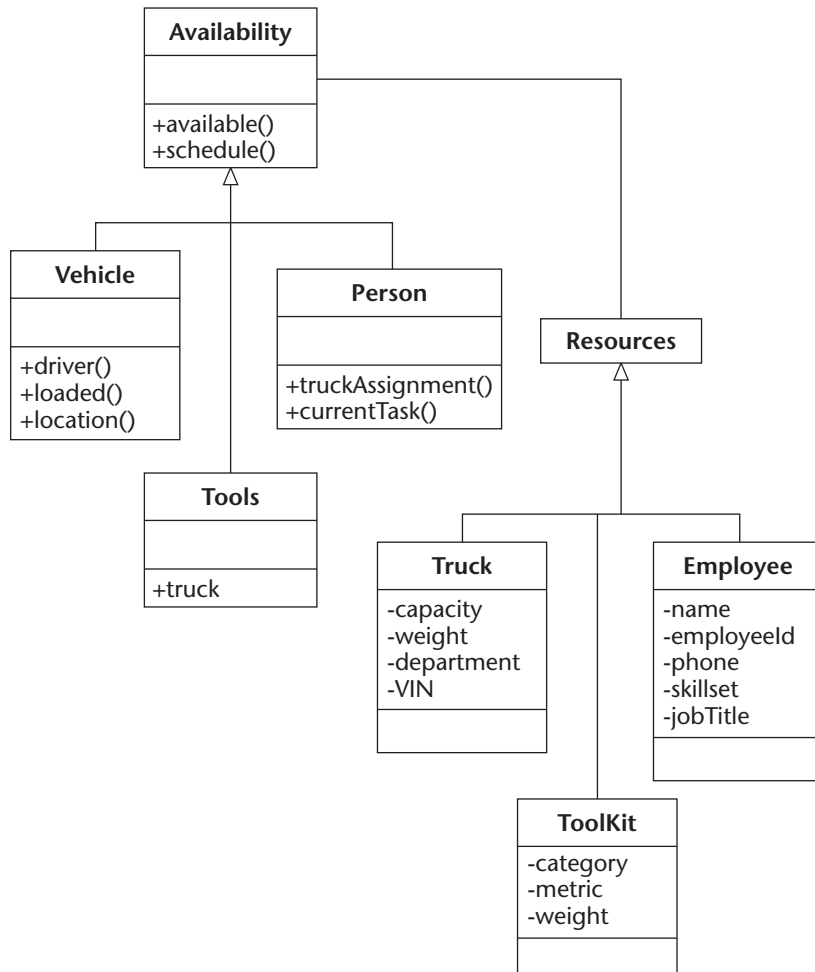 Availability
+available()
+schedule()
Vehicle
+driver()
+loaded()
+location()
Person
+truckAssignment()
+currentTask()
Resources
Tools
+truck
Truck
-capacity
-weight
-department
-VIN
Employee
-name
-employeeId
-phone
-skillset
-jobTitle
ToolKit
-category
-metric
-weight